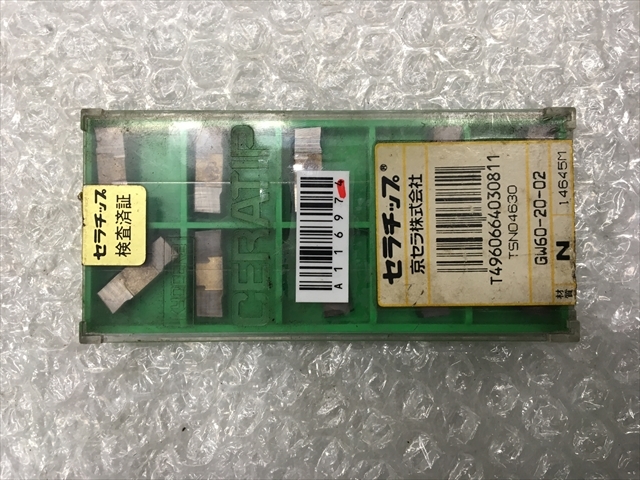 セラチップ
検査済証
CERATIP
A11697
セラチップ®
京セラ株式会社
T4960664030811
TSN04630
GW60-20-02
材質 N 14645M